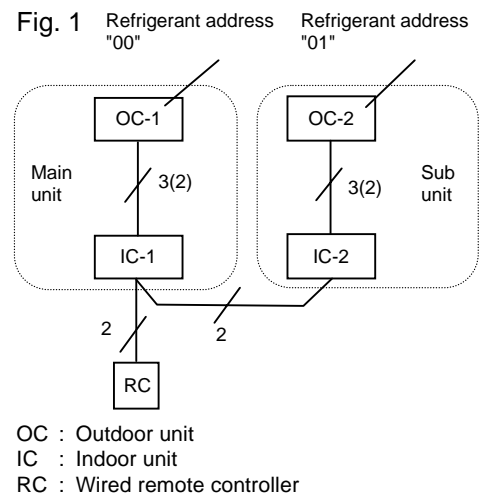 Fig. 1
Refrigerant address
"00"
Refrigerant address
"01"
OC-1
OC-2
Main
unit
3(2)
3(2)
Sub
unit
IC-1
IC-2
2
2
RC
OC : Outdoor unit
IC : Indoor unit
RC : Wired remote controller